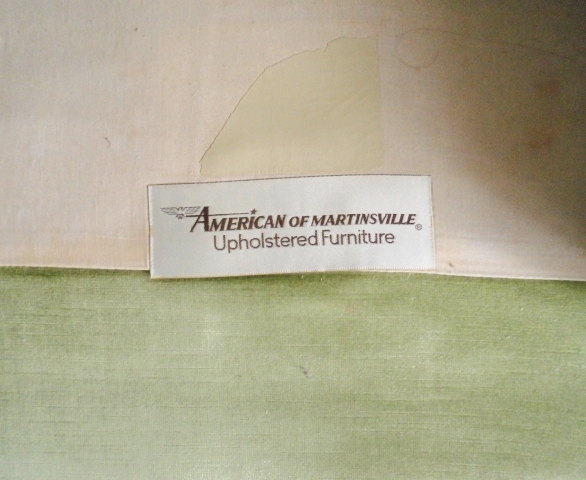 AMERICAN OF MARTINSVILLE®
Upholstered Furniture